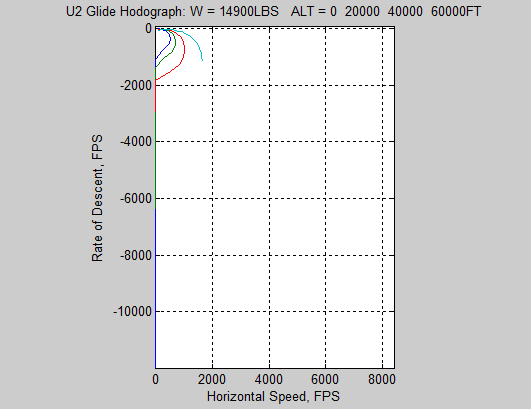 U2 Glide Hodograph: W = 14900LBS ALT = 0 20000 40000 60000FT
0
-2000
-4000
-6000
-8000
-10000
Rate of Descent, FPS
0 2000 4000 6000 8000
Horizontal Speed, FPS